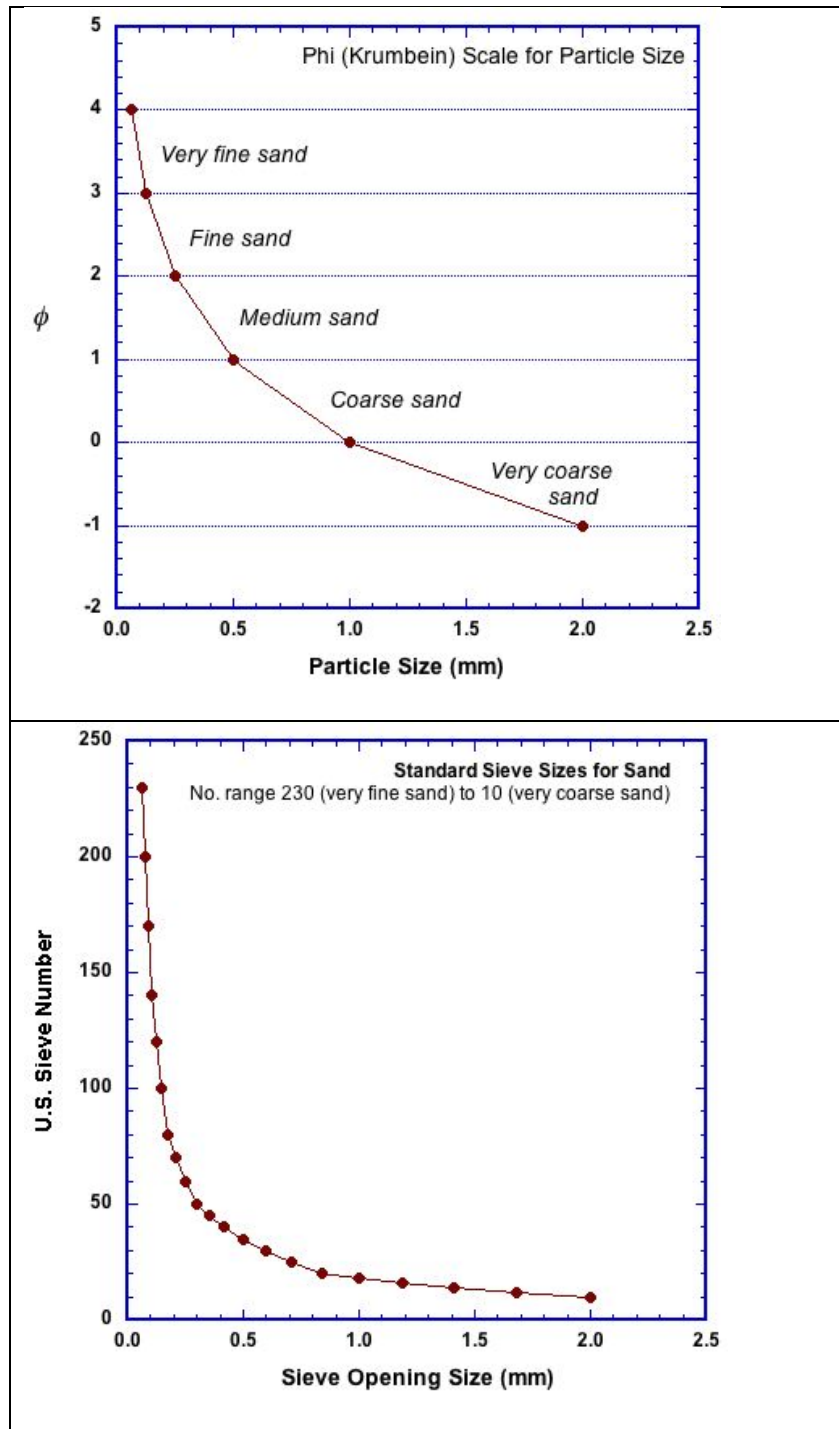 5
Phi (Krumbein) Scale for Particle Size
4
Very fine sand
3
Fine sand
2
ϕ
Medium sand
1
Coarse sand
0
Very coarse
sand
-1
-2
0.0 0.5 1.0 1.5 2.0 2.5
Particle Size (mm)
250
Standard Sieve Sizes for Sand
No. range 230 (very fine sand) to 10 (very coarse sand)
200
150
U.S. Sieve Number
100
50
0
0.0 0.5 1.0 1.5 2.0 2.5
Sieve Opening Size (mm)